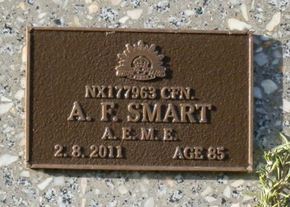 NX177963 CFN.
A. F. SMART
A. E. M. E.
2. 8. 2011 AGE 85